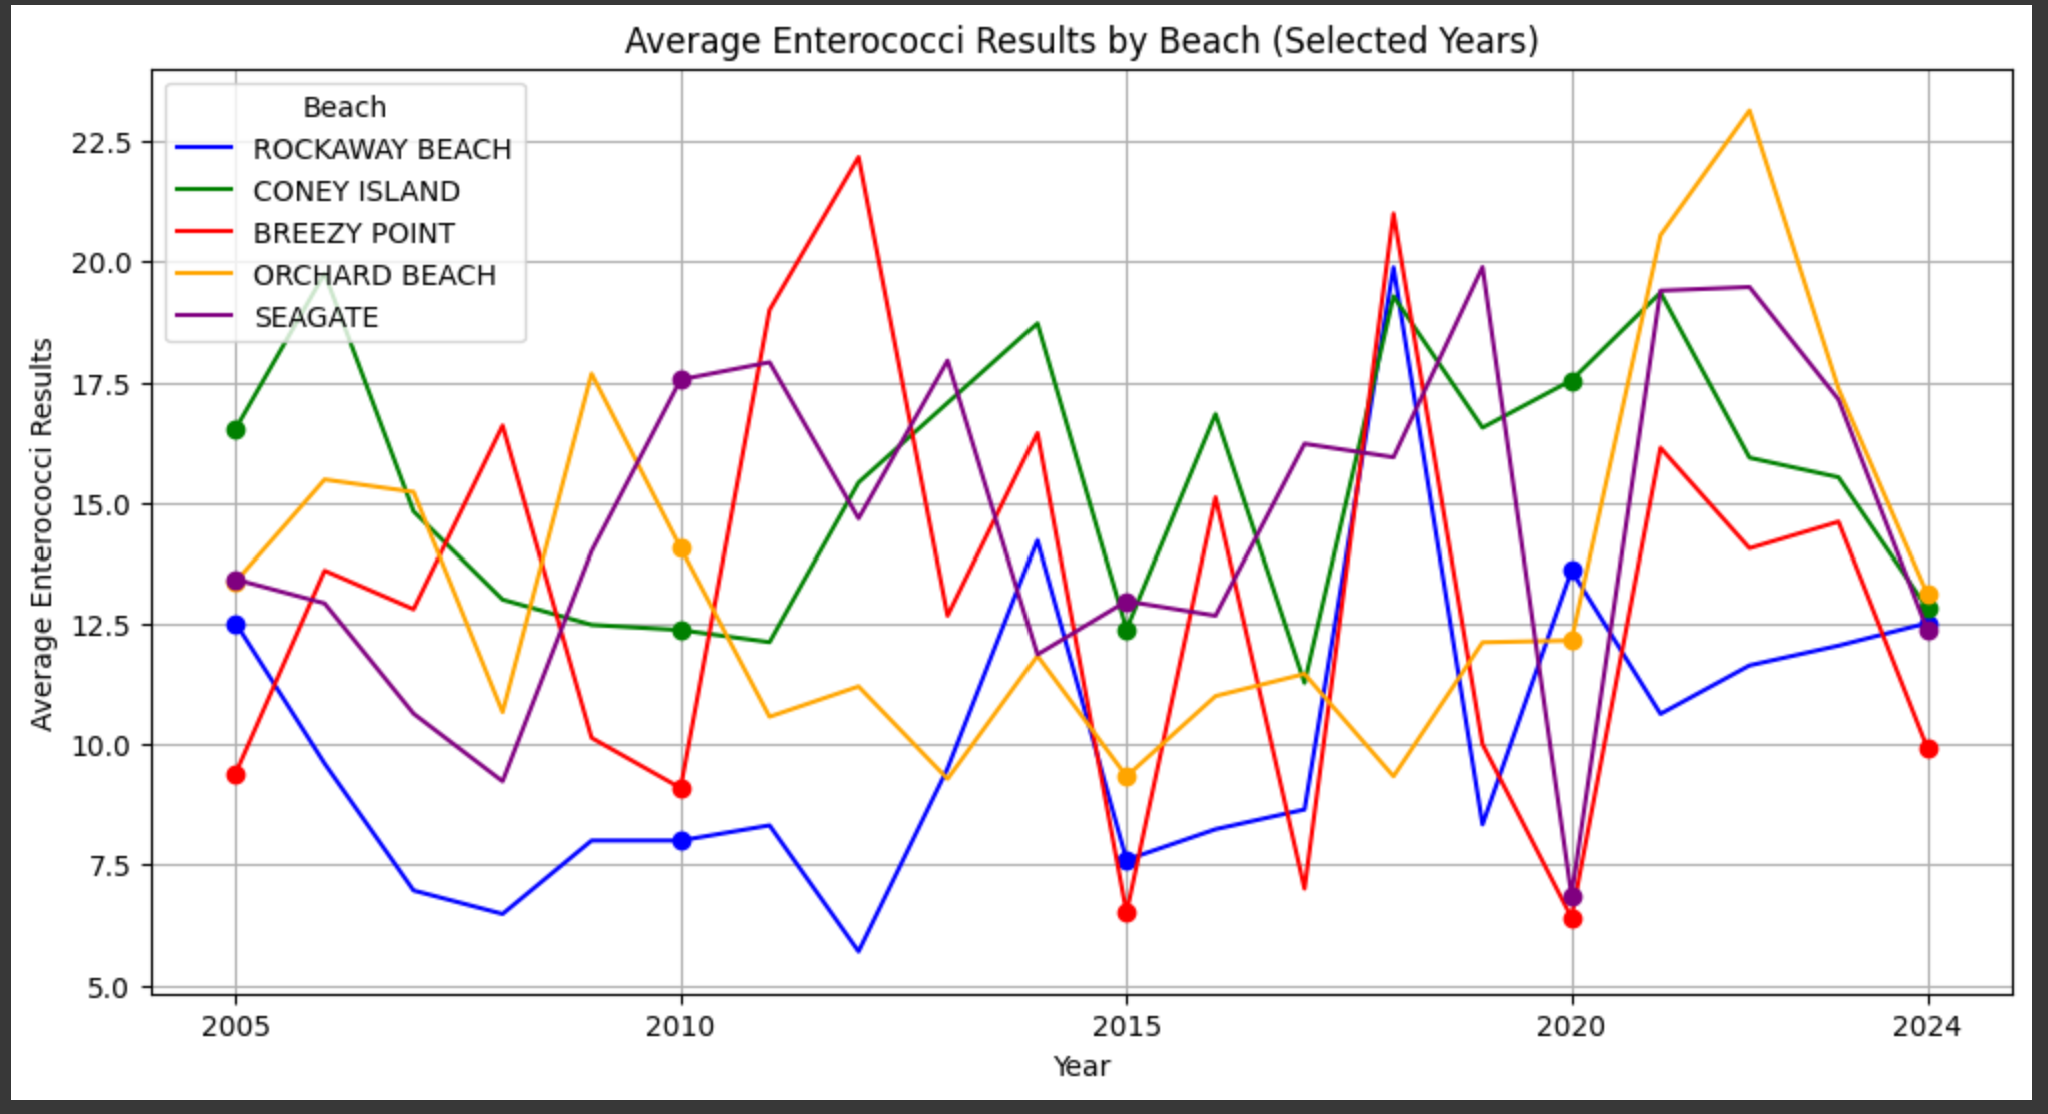 Average Enterococci Results by Beach (Selected Years)
Beach
ROCKAWAY BEACH
CONEY ISLAND
BREEZY POINT
ORCHARD BEACH
SEAGATE
Average Enterococci Results
22.5
20.0
17.5
15.0
12.5
10.0
7.5
5.0
2005 2010 2015 2020 2024
Year